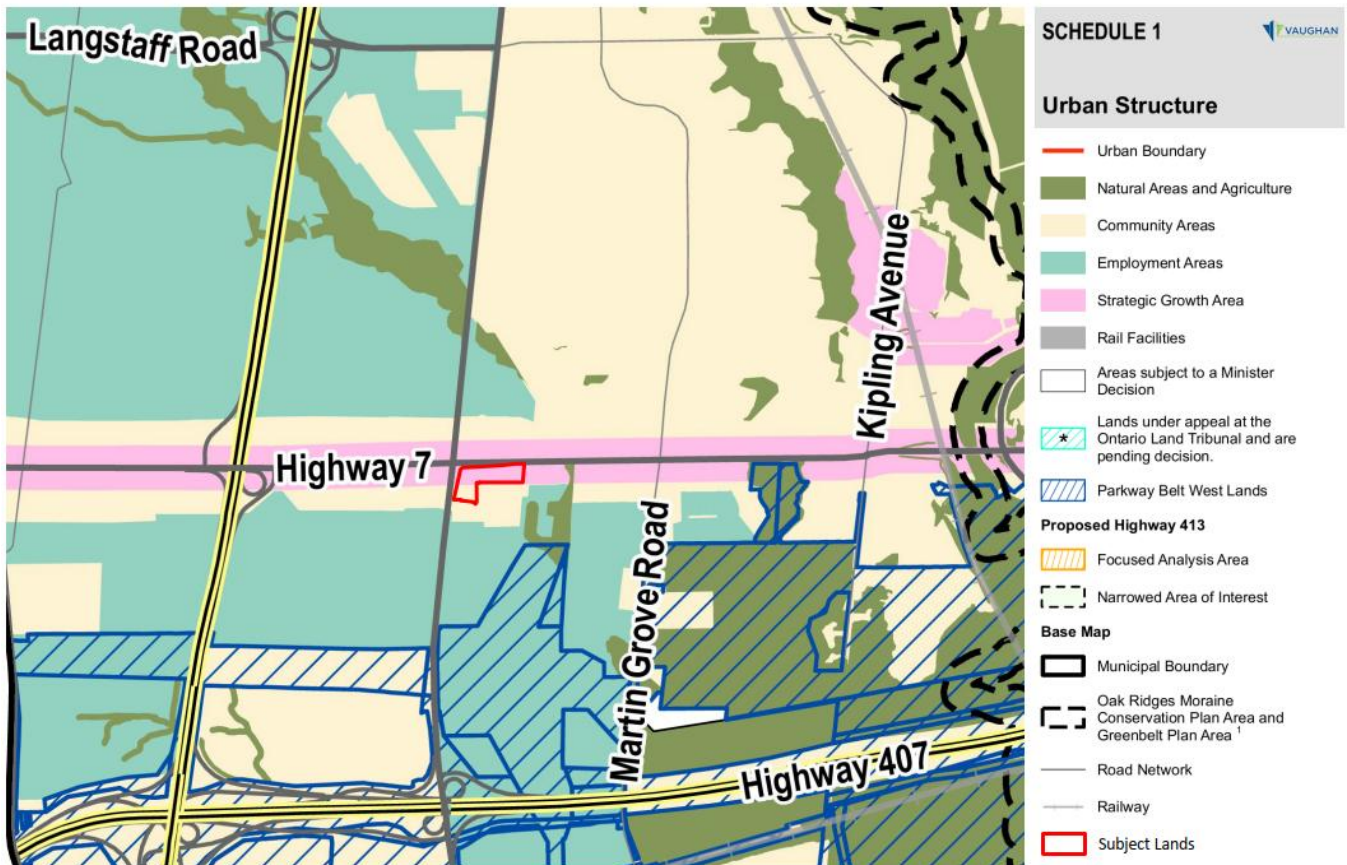 Langstaff Road
Highway 7
Kipling Avenue
Martin Grove Road
Highway 407
SCHEDULE 1
VAUGHAN
Urban Structure
Urban Boundary
Natural Areas and Agriculture
Community Areas
Employment Areas
Strategic Growth Area
Rail Facilities
Areas subject to a Minister
Decision
*
Lands under appeal at the
Ontario Land Tribunal and are
pending decision.
Parkway Belt West Lands
Proposed Highway 413
Focused Analysis Area
Narrowed Area of Interest
Base Map
Municipal Boundary
Oak Ridges Moraine
Conservation Plan Area and
Greenbelt Plan Area ¹
Road Network
Railway
Subject Lands